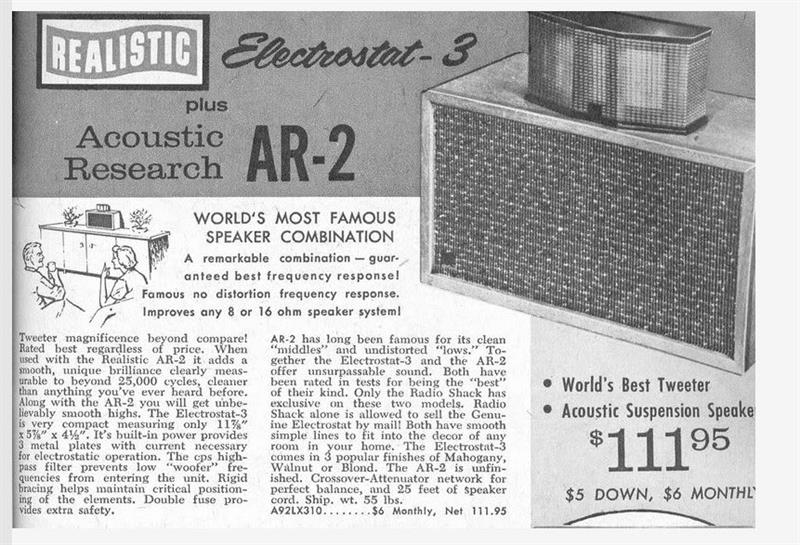 REALISTIC Electrostat-3
plus
Acoustic
Research AR-2
WORLD'S MOST FAMOUS
SPEAKER COMBINATION
A remarkable combination — guar-
anteed best frequency response!
Famous no distortion frequency response.
Improves any 8 or 16 ohm speaker system!
Tweeter magnificence beyond compare!
Rated best regardless of price. When
used with the Realistic AR-2 it adds a
smooth, unique brilliance clearly meas-
urable to beyond 25,000 cycles, cleaner
than anything you've ever heard before.
Along with the AR-2 you will get unbe-
lievably smooth highs. The Electrostat-3
is very compact measuring only 11⅞"
x 5⅞" x 4½". It's built-in power provides
3 metal plates with current necessary
for electrostatic operation. The cps high-
pass filter prevents low "woofer" fre-
quencies from entering the unit. Rigid
bracing helps maintain critical position-
ing of the elements. Double fuse pro-
vides extra safety.
AR-2 has long been famous for its clean
"middles" and undistorted "lows." To-
gether the Electrostat-3 and the AR-2
offer unsurpassable sound. Both have
been rated in tests for being the "best"
of their kind. Only the Radio Shack has
exclusive on these two models. Radio
Shack alone is allowed to sell the Genu-
ine Electrostat by mail! Both have smooth
simple lines to fit into the decor of any
room in your home. The Electrostat-3
comes in 3 popular finishes of Mahogany,
Walnut or Blond. The AR-2 is unfin-
ished. Crossover-Attenuator network for
perfect balance, and 25 feet of speaker
cord. Ship. wt. 55 lbs.
A92LX310........$6 Monthly, Net 111.95
• World's Best Tweeter
• Acoustic Suspension Speake
$111 95
$5 DOWN, $6 MONTHLY